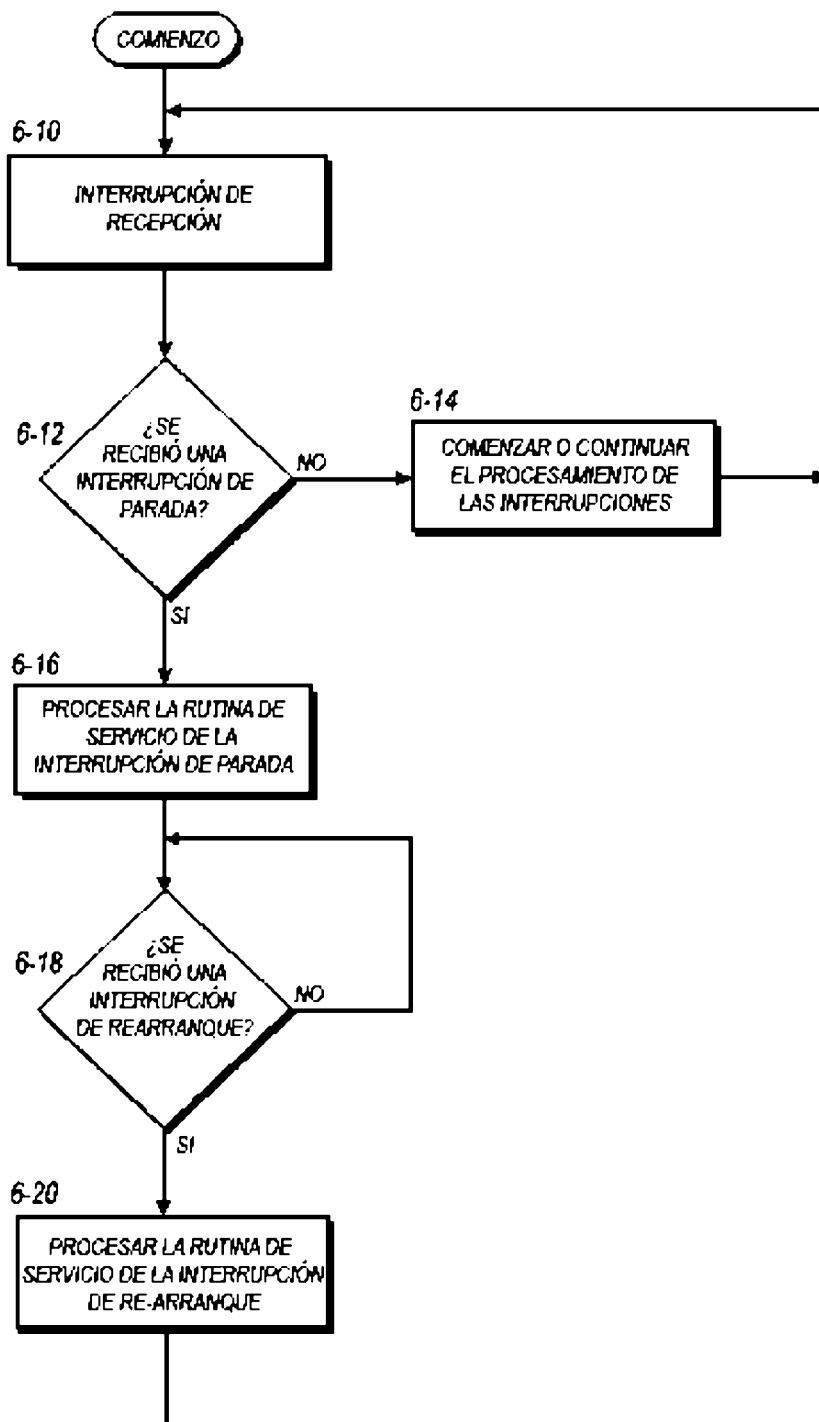 COMIENZO
6-10
INTERRUPCIÓN DE
RECEPCIÓN
6-12
¿SE
RECIBIÓ UNA
INTERRUPCIÓN DE
PARADA?
NO
6-14
COMENZAR O CONTINUAR
EL PROCESAMIENTO DE
LAS INTERRUPCIONES
SI
6-16
PROCESAR LA RUTINA DE
SERVICIO DE LA
INTERRUPCIÓN DE PARADA
6-18
¿SE
RECIBIÓ UNA
INTERRUPCIÓN
DE REARRANQUE?
NO
SI
6-20
PROCESAR LA RUTINA DE
SERVICIO DE LA INTERRUPCIÓN
DE RE-ARRANQUE